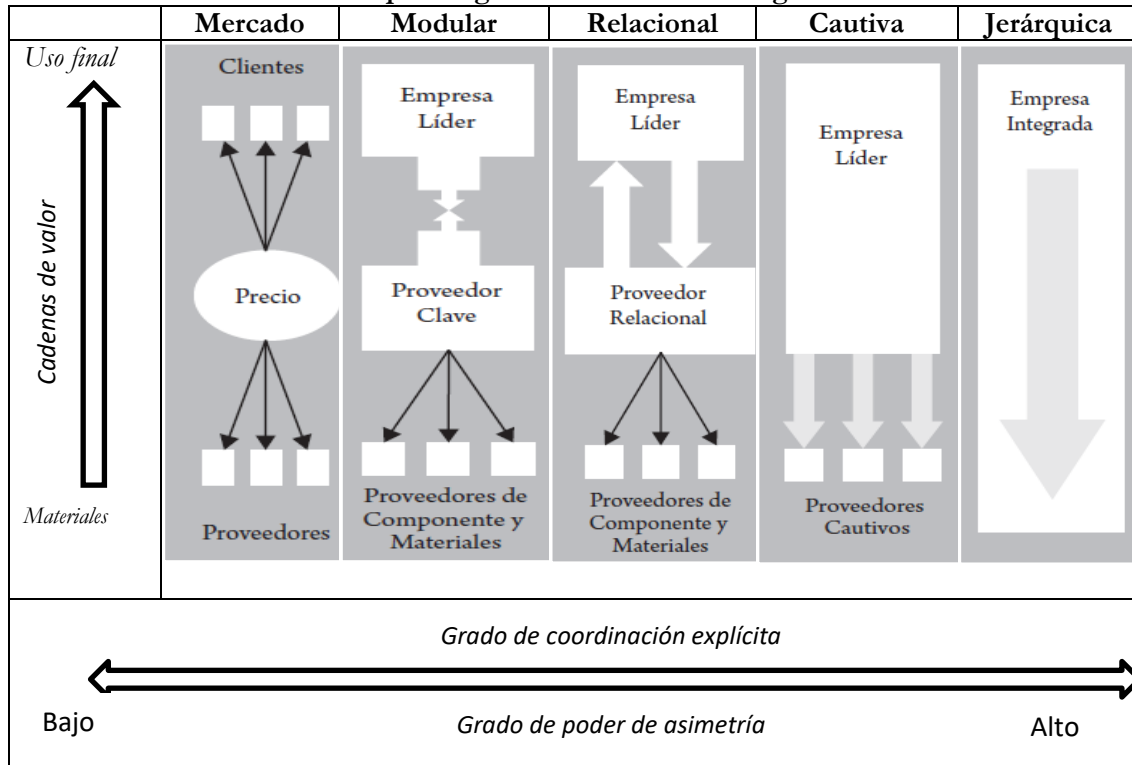 Mercado
Modular
Relacional
Cautiva
Jerárquica
Uso final
Cadenas de valor
Materiales
Clientes
Precio
Proveedores
Empresa
Líder
Proveedor
Clave
Proveedores de
Componente y
Materiales
Empresa
Líder
Proveedor
Relacional
Proveedores de
Componente y
Materiales
Empresa
Líder
Proveedores
Cautivos
Empresa
Integrada
Grado de coordinación explícita
Bajo
Grado de poder de asimetría
Alto